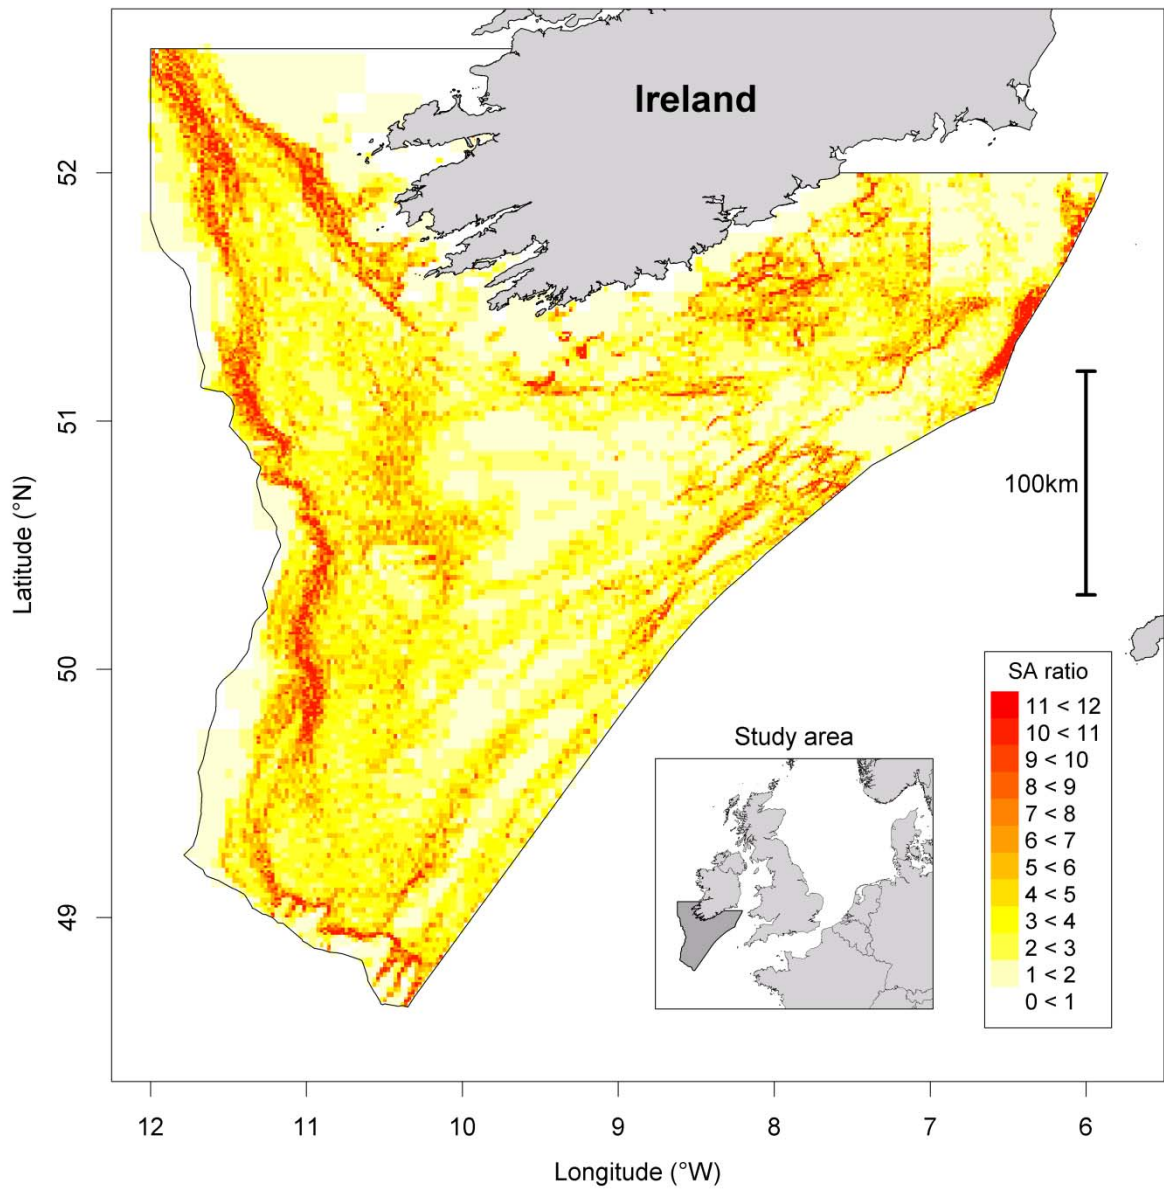 Ireland
52
51
50
49
Latitude (°N)
100km
Study area
SA ratio
11 < 12
10 < 11
9 < 10
8 < 9
7 < 8
6 < 7
5 < 6
4 < 5
3 < 4
2 < 3
1 < 2
0 < 1
12 11 10 9 8 7 6
Longitude (°W)